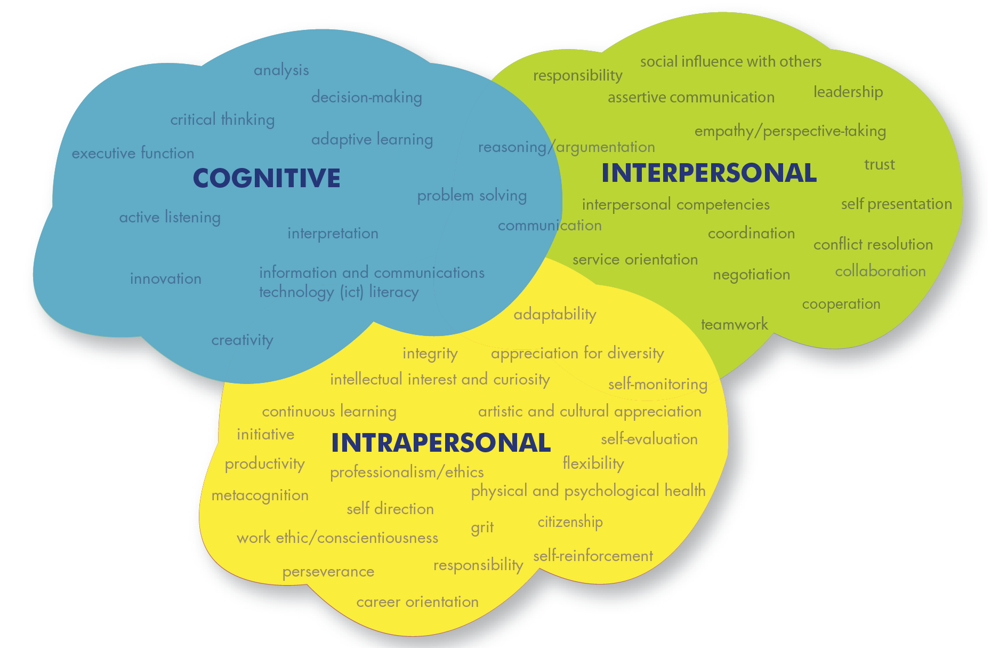 analysis
decision-making
critical thinking
adaptive learning
executive function
COGNITIVE
problem solving
active listening
interpretation
innovation
information and communications
technology (ict) literacy
creativity
reasoning/argumentation
communication
social influence with others
responsibility
leadership
assertive communication
empathy/perspective-taking
trust
INTERPERSONAL
interpersonal competencies
self presentation
coordination
conflict resolution
service orientation
negotiation
collaboration
cooperation
teamwork
adaptability
integrity
appreciation for diversity
intellectual interest and curiosity
self-monitoring
continuous learning
artistic and cultural appreciation
initiative
INTRAPERSONAL
self-evaluation
productivity
professionalism/ethics
flexibility
metacognition
physical and psychological health
self direction
grit
citizenship
work ethic/conscientiousness
self-reinforcement
perseverance
responsibility
career orientation